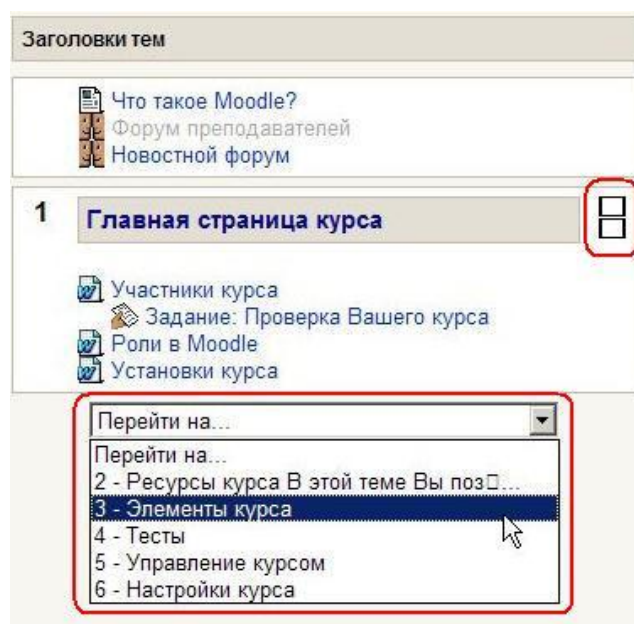 Заголовки тем
Что такое Moodle?
Форум преподавателей
Новостной форум
1 Главная страница курса
Участники курса
Задание: Проверка Вашего курса
Роли в Moodle
Установки курса
Перейти на...
Перейти на...
2 - Ресурсы курса В этой теме Вы поз□...
3 - Элементы курса
4 - Тесты
5 - Управление курсом
6 - Настройки курса